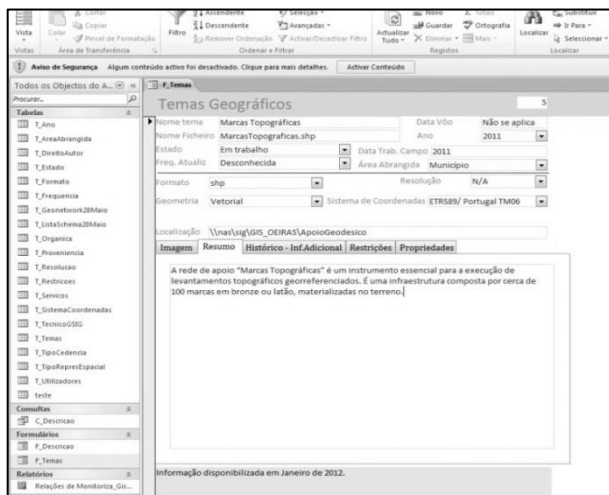 Vista
Colar
Cortar
Copiar
Pincel de Formatação
Vistas
Área de Transferência
Filtro
Ascendente
Descendente
Remover Ordenação
Selecção
Avançadas
Activar/Desactivar Filtro
Ordenar e Filtrar
Actualizar
Tudo
Novo
Guardar
Eliminar
Totais
Ortografia
Mais
Registos
Localizar
Substituir
Ir Para
Seleccionar
Localizar
Aviso de Segurança Algum conteúdo activo foi desactivado. Clique para mais detalhes. Activar Conteúdo
Todos os Objectos do A...
Procurar...
Tabelas
T_Ano
T_AreaAbrangida
T_DireitoAutor
T_Estado
T_Formato
T_Frequencia
T_Geonetwork28Maio
T_ListaSchema28Maio
T_Organica
T_Proveniencia
T_Resolucao
T_Restricoes
T_Servicos
T_SistemaCoordenadas
T_TecnicoGSIG
T_Temas
T_TipoCedencia
T_TipoRepresEspacial
T_Utilizadores
teste
Consultas
C_Descricao
Formulários
F_Descricao
F_Temas
Relatórios
Relações de Monitoriza_Gis...
F_Temas
Temas Geográficos 5
Nome tema Marcas Topográficas Data Vôo Não se aplica
Nome Ficheiro MarcasTopograficas.shp Ano 2011
Estado Em trabalho Data Trab. Campo 2011
Freq. Atualiz Desconhecida Área Abrangida Município
Formato shp Resolução N/A
Geometria Vetorial Sistema de Coordenadas ETRS89/ Portugal TM06
Localização \\nas\sig\GIS_OEIRAS\ApoioGeodesico
Imagem Resumo Histórico - Inf.Adicional Restrições Propriedades
A rede de apoio "Marcas Topográficas" é um instrumento essencial para a execução de
levantamentos topográficos georreferenciados. É uma infraestrutura composta por cerca de
100 marcas em bronze ou latão, materializadas no terreno.
Informação disponibilizada em Janeiro de 2012.